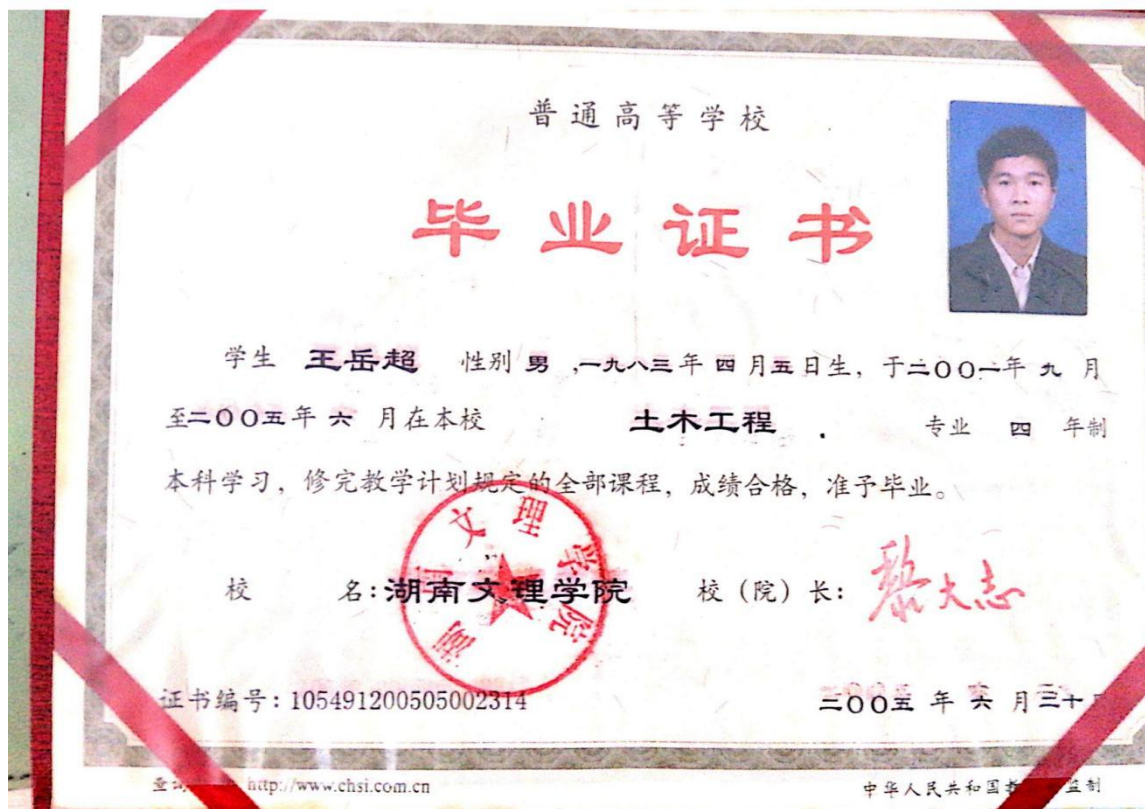 普通高等学校
毕业证书
学生 王岳超 性别 男 ,一九八三年 四 月五日生，于二〇〇一年 九 月
至二〇〇五年 六 月在本校 土木工程 专业 四 年制
本科学习，修完教学计划规定的全部课程，成绩合格，准予毕业。
湖南文理学院
校 名：湖南文理学院 校（院）长：黎大志
证书编号：105491200505002314 二〇〇五 年 六 月三十
http://www.chsi.com.cn 中华人民共和国 监制